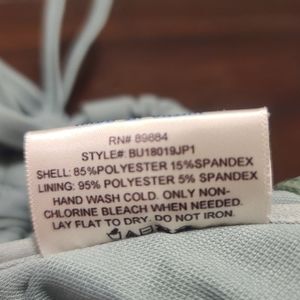 RN# 89884
STYLE# BU18019JP1
SHELL: 85%POLYESTER 15%SPANDEX
LINING: 95% POLYESTER 5% SPANDEX
HAND WASH COLD. ONLY NON-
CHLORINE BLEACH WHEN NEEDED.
LAY FLAT TO DRY. DO NOT IRON.